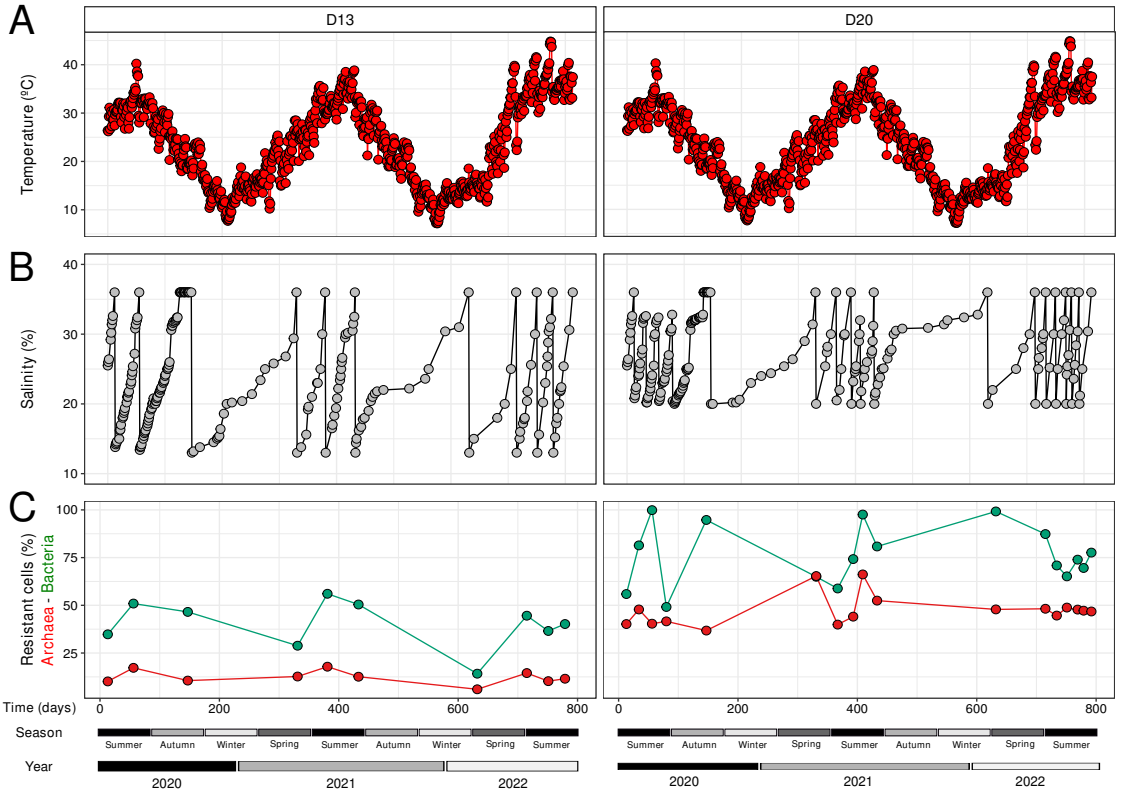 A
D13
D20
Temperature (ºC)
40
30
20
10
B
Salinity (%)
40
30
20
10
C
Resistant cells (%)
Archaea - Bacteria
100
75
50
25
Time (days)
0 200 400 600 800
0 200 400 600 800
Season
Summer Autumn Winter Spring Summer Autumn Winter Spring Summer
Summer Autumn Winter Spring Summer Autumn Winter Spring Summer
Year
2020 2021 2022
2020 2021 2022